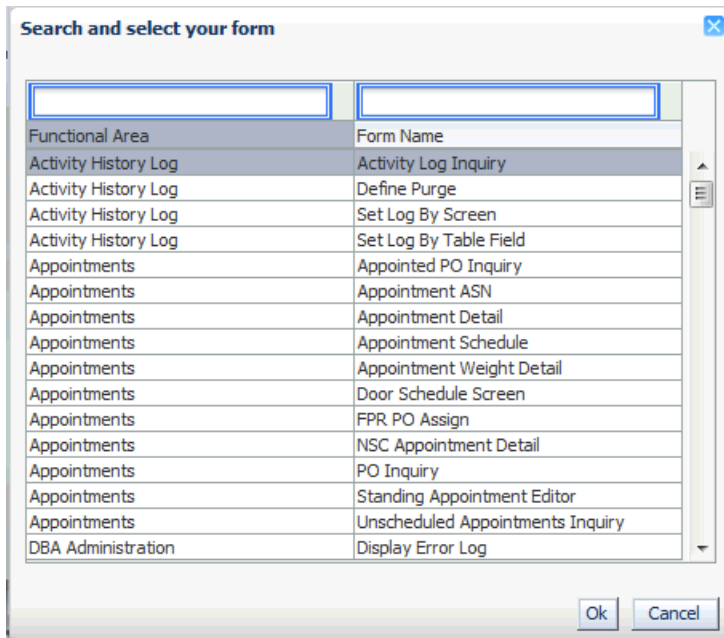 Search and select your form
Functional Area Form Name
Activity History Log Activity Log Inquiry
Activity History Log Define Purge
Activity History Log Set Log By Screen
Activity History Log Set Log By Table Field
Appointments Appointed PO Inquiry
Appointments Appointment ASN
Appointments Appointment Detail
Appointments Appointment Schedule
Appointments Appointment Weight Detail
Appointments Door Schedule Screen
Appointments FPR PO Assign
Appointments NSC Appointment Detail
Appointments PO Inquiry
Appointments Standing Appointment Editor
Appointments Unscheduled Appointments Inquiry
DBA Administration Display Error Log
Ok Cancel